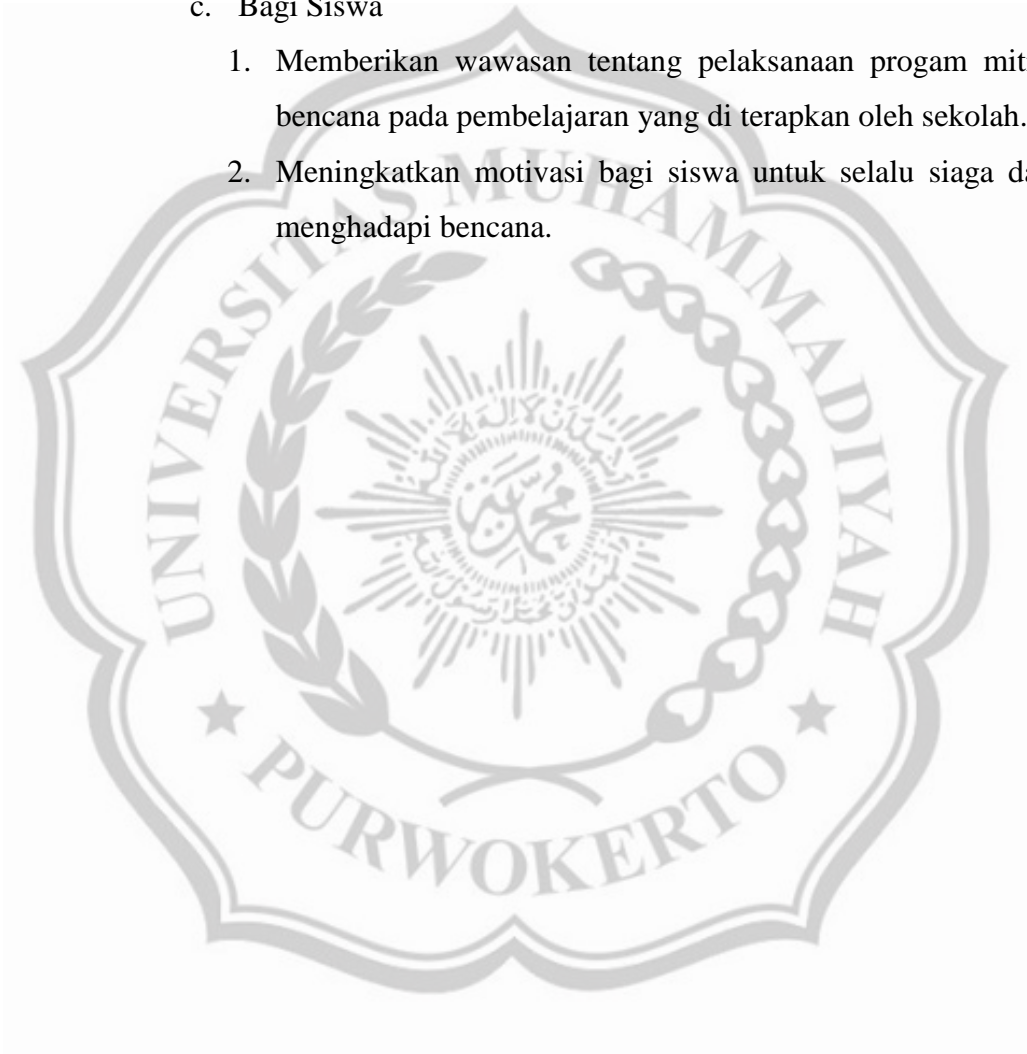 c. Bagi Siswa
1. Memberikan wawasan tentang pelaksanaan progam mit
bencana pada pembelajaran yang di terapkan oleh sekolah.
2. Meningkatkan motivasi bagi siswa untuk selalu siaga da
menghadapi bencana.
UNIVERSITAS MUHAMMADIYAH
PURWOKERTO
محمد